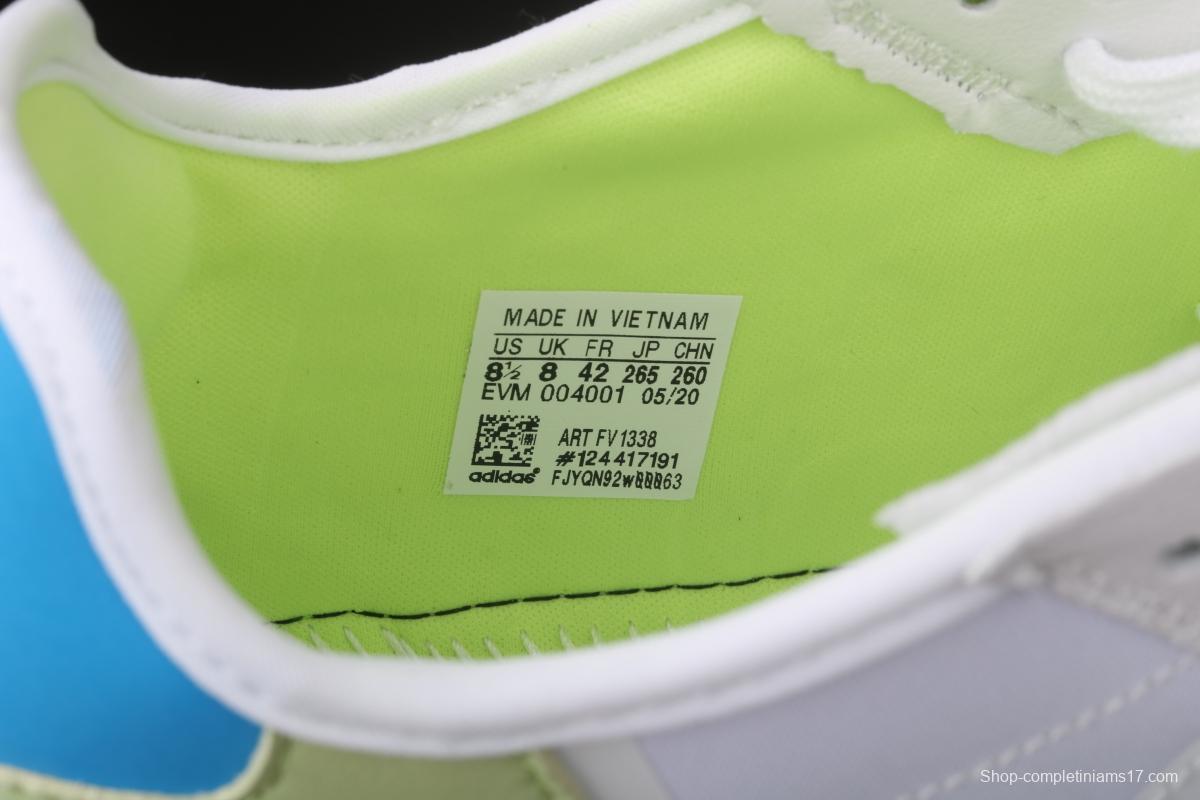 MADE IN VIETNAM
US UK FR JP CHN
8½ 8 42 265 260
EVM 004001 05/20
ART FV1338
#124417191
adidas FJYQN92w00063
Shop-completiniams17.com